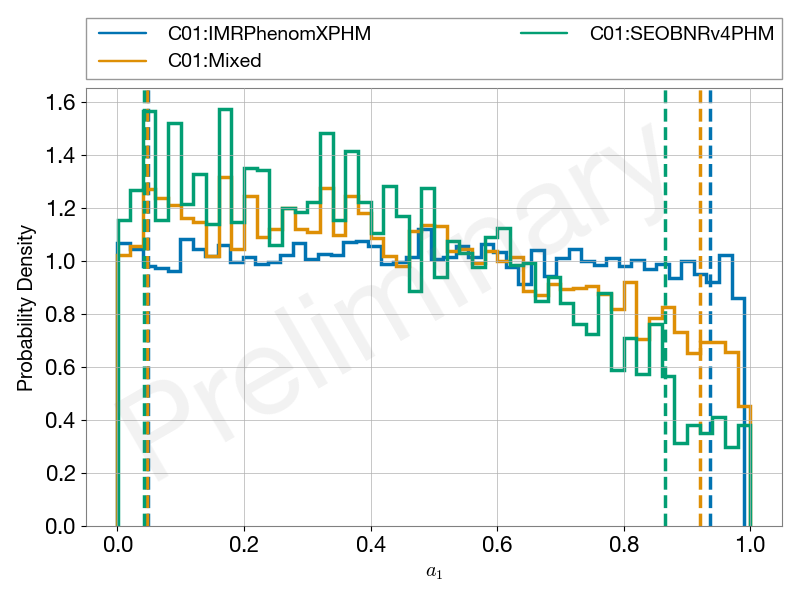 C01:IMRPhenomXPHM
C01:Mixed
C01:SEOBNRv4PHM
1.6
1.4
1.2
1.0
0.8
0.6
0.4
0.2
0.0
Probability Density
Preliminary
0.0 0.2 0.4 0.6 0.8 1.0
a₁